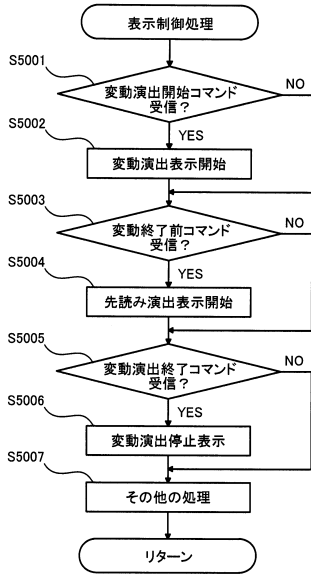 表示制御処理
S5001
変動演出開始コマンド
受信？
NO
S5002
YES
変動演出表示開始
S5003
変動終了前コマンド
受信？
NO
S5004
YES
先読み演出表示開始
S5005
変動演出終了コマンド
受信？
NO
S5006
YES
変動演出停止表示
S5007
その他の処理
リターン